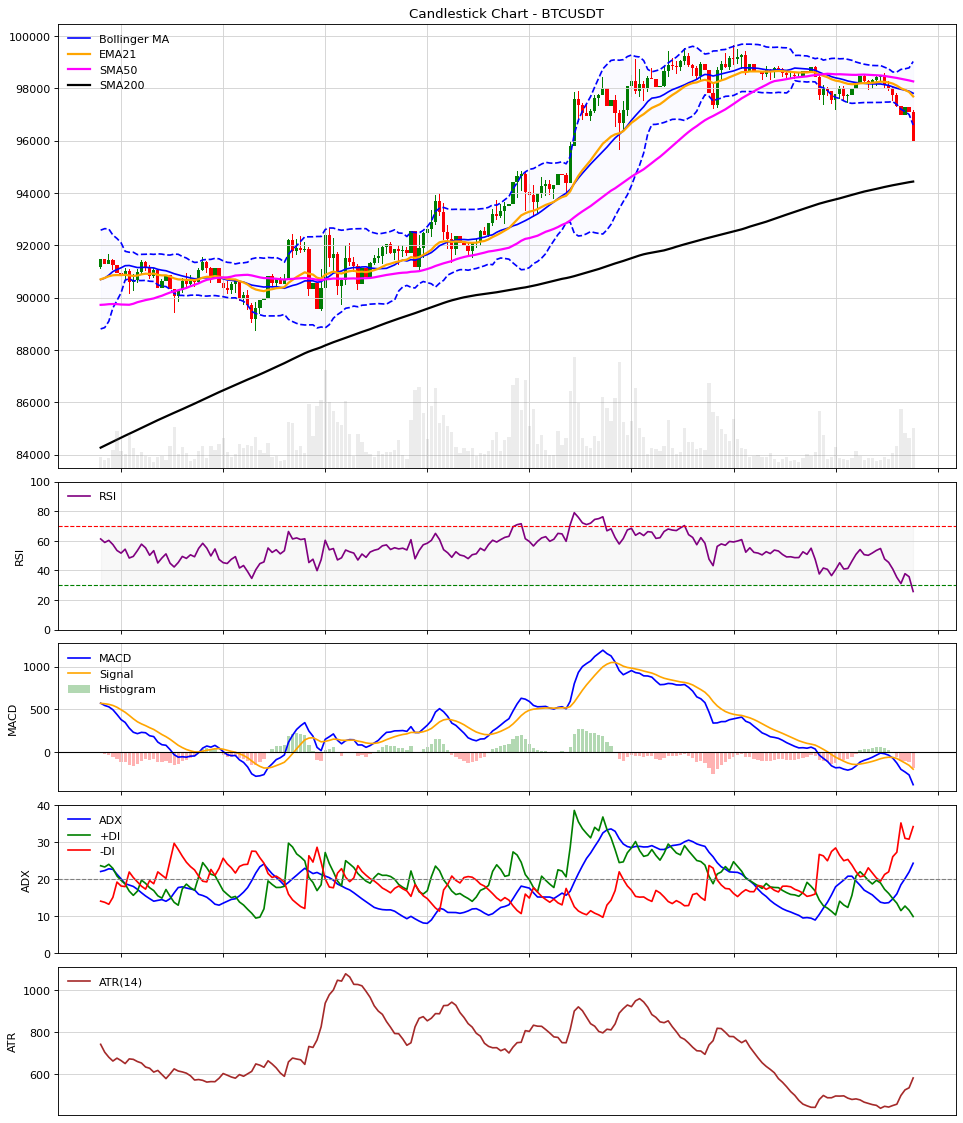 Candlestick Chart - BTCUSDT
Bollinger MA
EMA21
SMA50
SMA200
100000
98000
96000
94000
92000
90000
88000
86000
84000
RSI
RSI
100
80
60
40
20
0
MACD
Signal
Histogram
MACD
1000
500
0
ADX
+DI
-DI
ADX
40
30
20
10
0
ATR(14)
ATR
1000
800
600